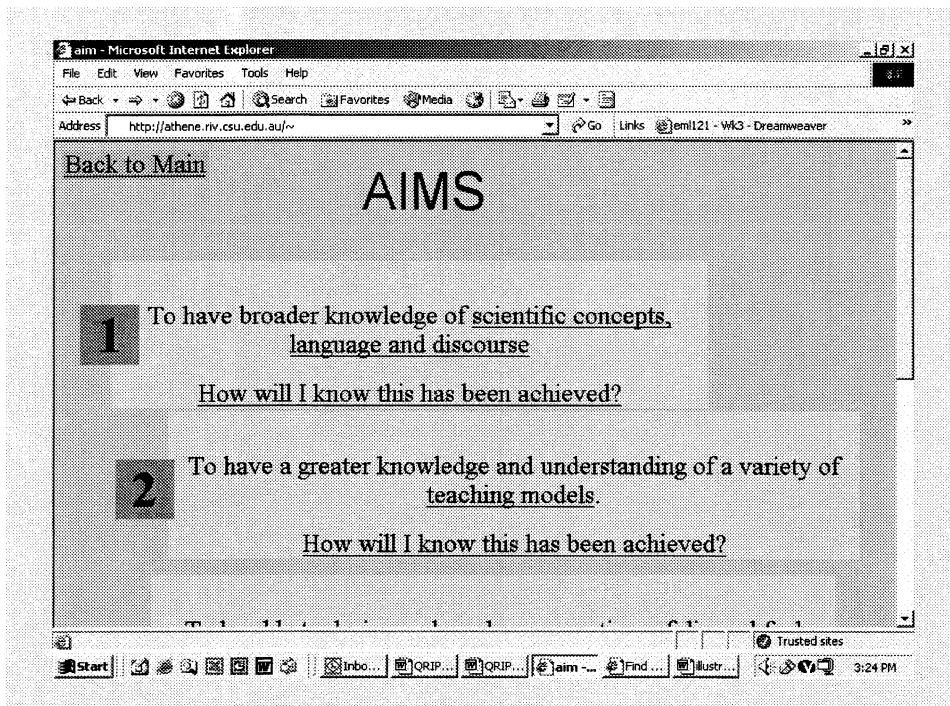 aim - Microsoft Internet Explorer
File Edit View Favorites Tools Help
Back Search Favorites Media
Address http://athene.riv.csu.edu.au/~ Go Links eml121 - Wk3 - Dreamweaver »
Back to Main
AIMS
1 To have broader knowledge of scientific concepts,
language and discourse
How will I know this has been achieved?
2 To have a greater knowledge and understanding of a variety of
teaching models.
How will I know this has been achieved?
Trusted sites
Start Inbo... QRIP... QRIP... aim -... Find ... illustr... 3:24 PM